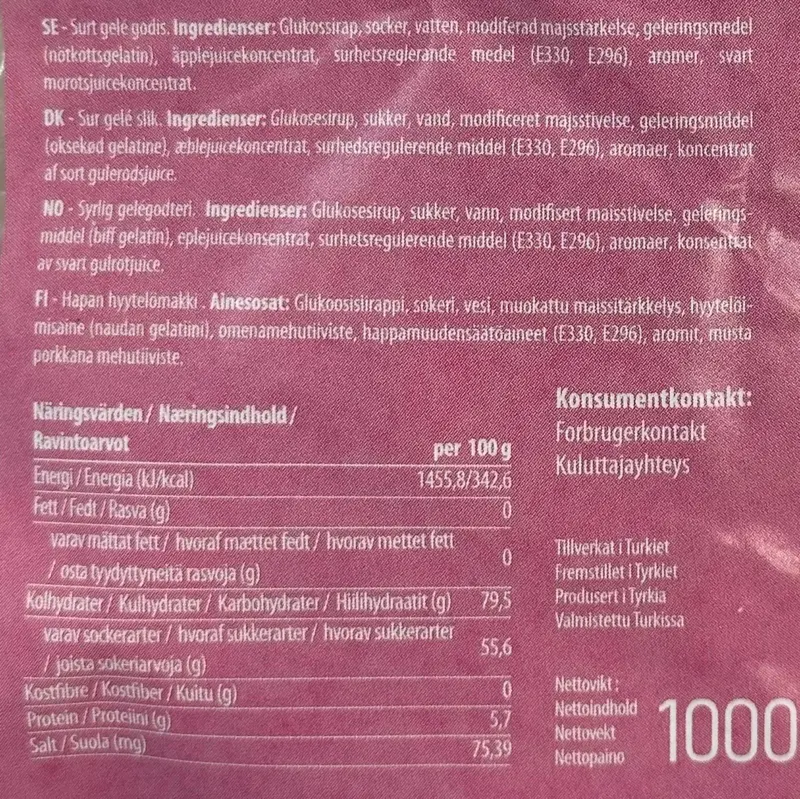 SE - Surt gelé godis. Ingredienser: Glukossirap, socker, vatten, modiferad majsstärkelse, geleringsmedel
(nötkottsgelatin), äpplejuicekoncentrat, surhetsreglerande medel (E330, E296), aromer, svart
morotsjuicekoncentrat.
DK - Sur gelé slik. Ingredienser: Glukosesirup, sukker, vand, modificeret majsstivelse, geleringsmiddel
(oksekød gelatine), æblejuicekoncentrat, surhedsregulerende middel (E330, E296), aromaer, koncentrat
af sort gulerodsjuice.
NO - Syrlig gelegodteri. Ingredienser: Glukosesirup, sukker, vann, modifisert maisstivelse, gelerings-
middel (biff gelatin), eplejuicekonsentrat, surhetsregulerende middel (E330, E296), aromaer, konsentrat
av svart gulrotjuice.
FI - Hapan hyytelömakki . Ainesosat: Glukoosisiirappi, sokeri, vesi, muokattu maissitärkkelys, hyytelöi-
misaine (naudan gelatiini), omenamehutiiviste, happamuudensäätöaineet (E330, E296), aromit, musta
porkkana mehutiiviste.
Näringsvärden / Næringsindhold /
Ravintoarvot per 100 g
Energi / Energia (kJ/kcal) 1455,8/342,6
Fett / Fedt / Rasva (g) 0
varav mättat fett / hvoraf mættet fedt / hvorav mettet fett
/ osta tyydyttyneitä rasvoja (g) 0
Kolhydrater / Kulhydrater / Karbohydrater / Hiilihydraatit (g) 79,5
varav sockerarter / hvoraf sukkerarter / hvorav sukkerarter
/ joista sokeriarvoja (g) 55,6
Kostfibre / Kostfiber / Kuitu (g) 0
Protein / Proteiini (g) 5,7
Salt / Suola (mg) 75,39
Konsumentkontakt:
Forbrugerkontakt
Kuluttajayhteys
Tillverkat i Turkiet
Fremstillet i Tyrkiet
Produsert i Tyrkia
Valmistettu Turkissa
Nettovikt :
Nettoindhold
Nettovekt
Nettopaino
1000